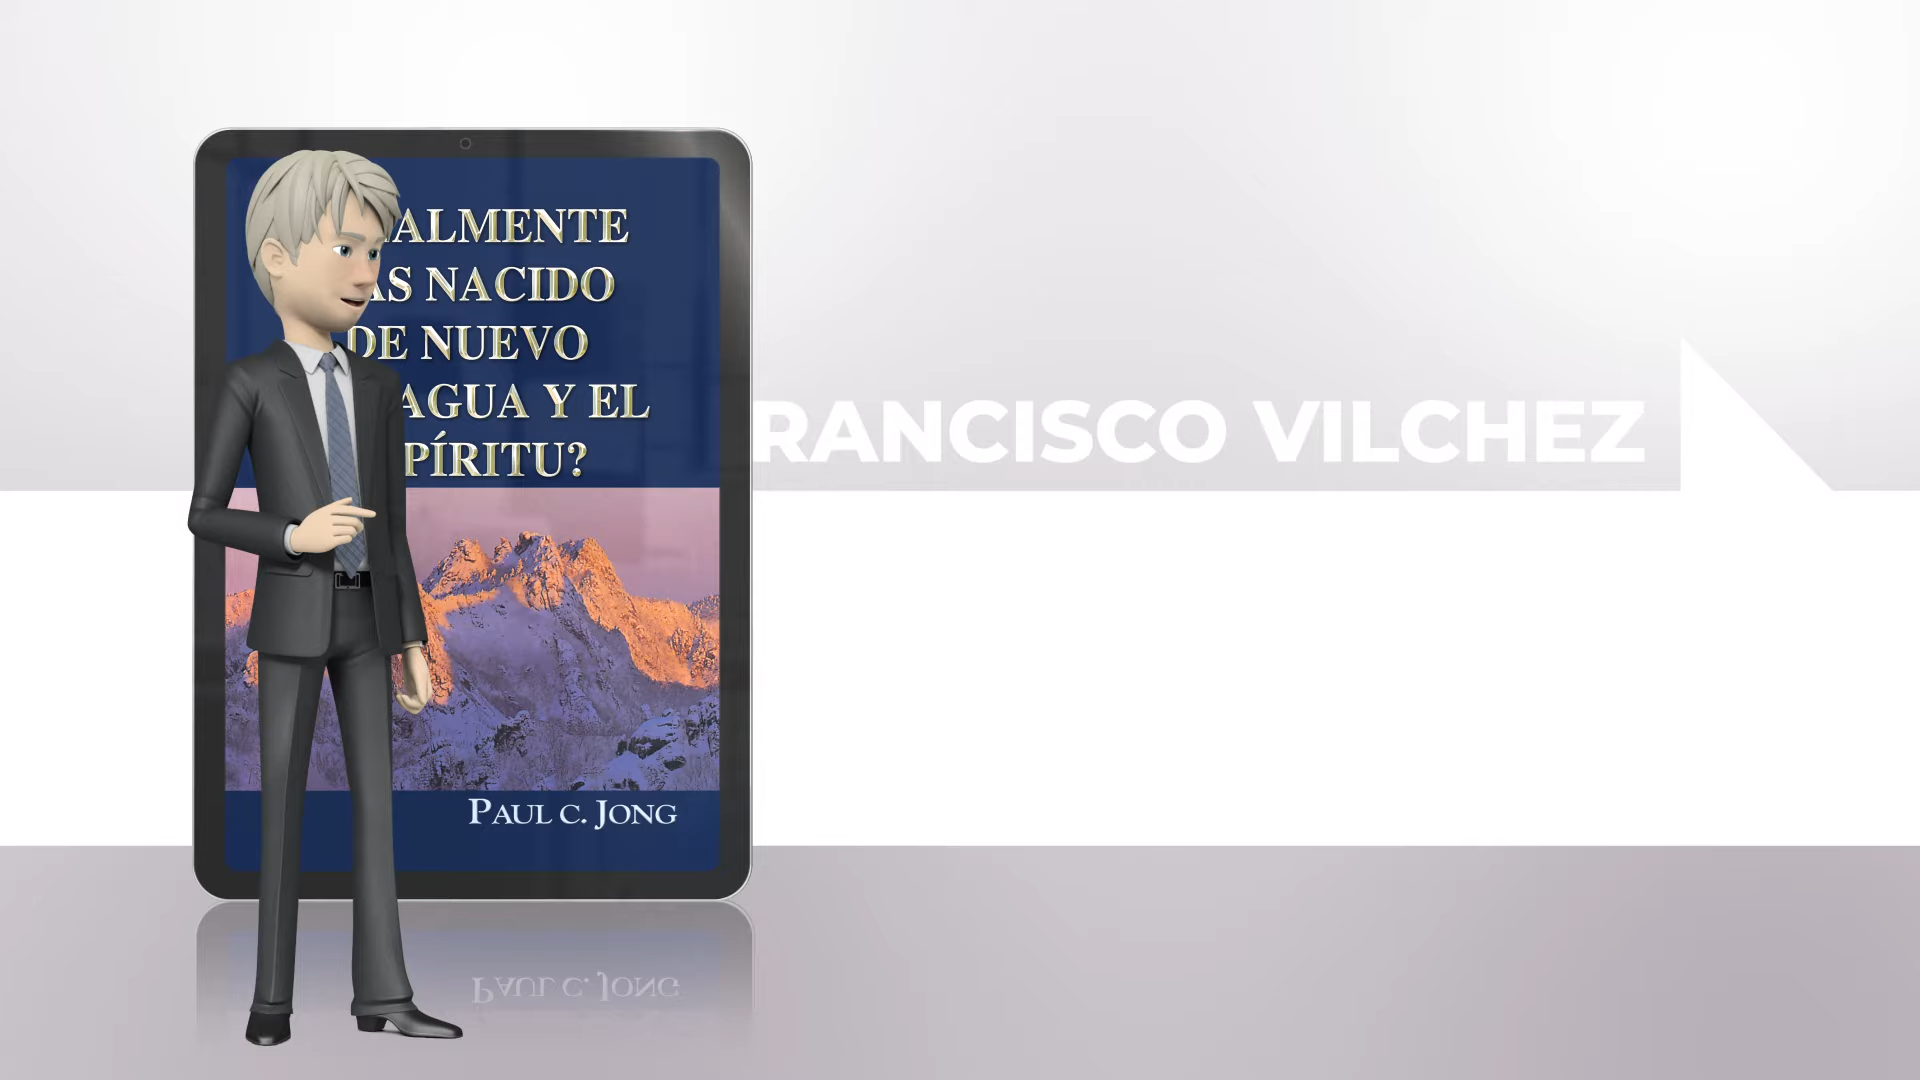 ALMENTE
AS NACIDO
DE NUEVO
AGUA Y EL
PÍRITU?
RANCISCO VILCHEZ
PAUL C. JONG